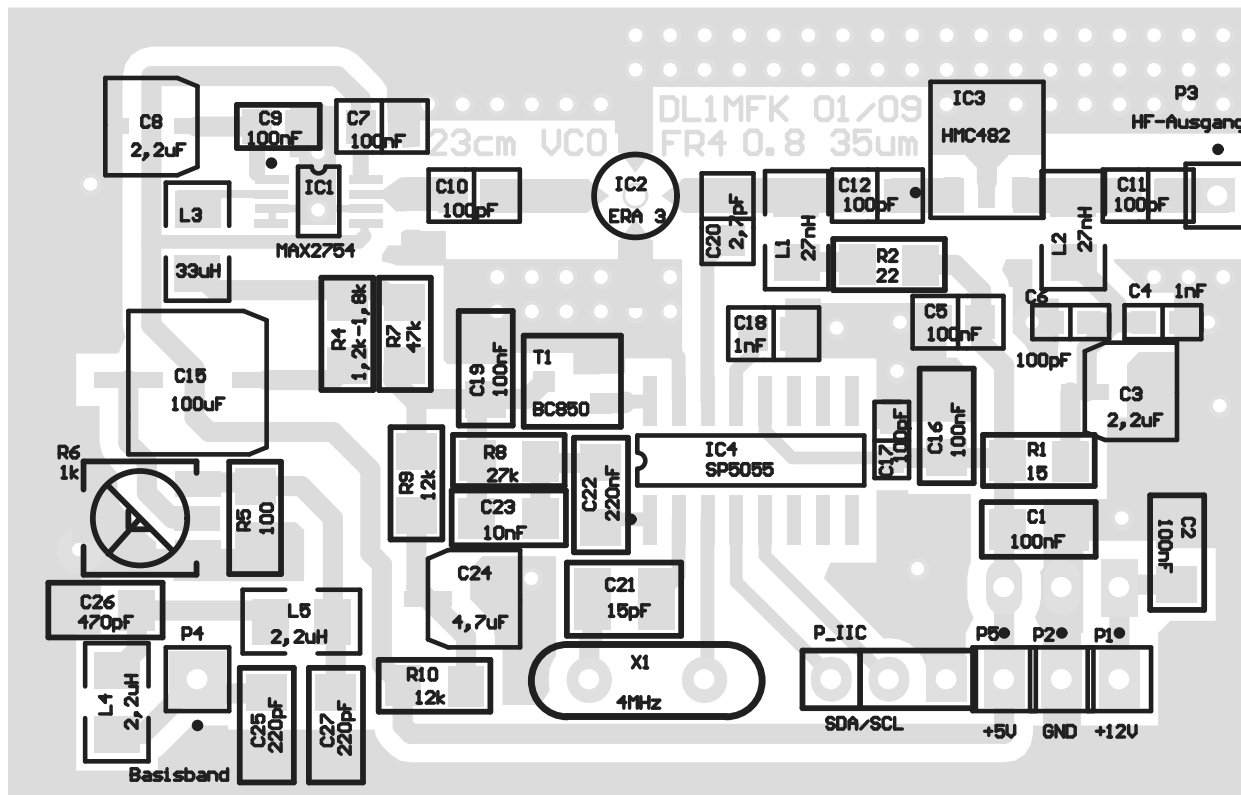 DL1MFK 01/09
23cm VCO
FR4 0.8 35um
C8
2,2uF
C9
100nF
C7
100nF
IC1
MAX2754
L3
33uH
C10
100pF
IC2
ERA 3
C20
2,7pF
L1
27nH
C12
100pF
IC3
HMC482
P3
HF-Ausgang
C11
100pF
L2
27nH
R2
22
C5
100nF
C6
100pF
C4
1nF
C18
1nF
C3
2,2uF
R4
1,2k-1,8k
R7
47k
C19
100nF
T1
BC850
C15
100uF
R6
1k
R5
100
R9
12k
R8
27k
C23
10nF
C22
220nF
IC4
SP5055
C17
100pF
C16
100nF
R1
15
C1
100nF
C2
100nF
C24
4,7uF
C21
15pF
C26
470pF
L5
2,2uH
P4
L4
2,2uH
C25
220pF
C27
220pF
R10
12k
X1
4MHz
P_IIC
SDA/SCL
P5
+5V
P2
GND
P1
+12V
Basisband